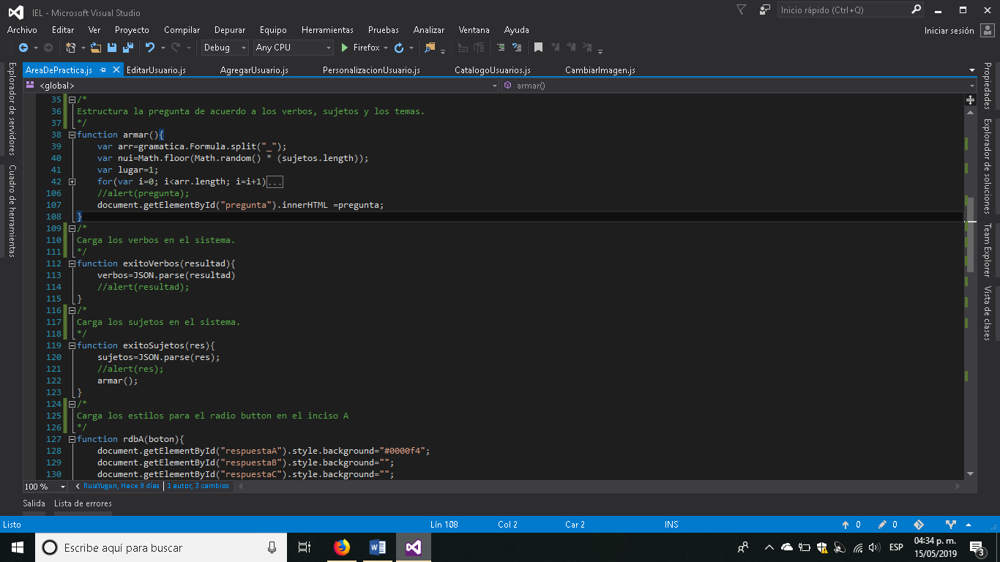 IEL - Microsoft Visual Studio
Inicio rápido (Ctrl+Q)
Archivo Editar Ver Proyecto Compilar Depurar Equipo Herramientas Pruebas Analizar Ventana Ayuda
Iniciar sesión
Debug Any CPU Firefox
AreaDePractica.js EditarUsuario.js AgregarUsuario.js PersonalizacionUsuario.js CatalogoUsuarios.js CambiarImagen.js
<global> armar()
Explorador de servidores
Cuadro de herramientas
35 /*
36 Estructura la pregunta de acuerdo a los verbos, sujetos y los temas.
37 */
38 function armar(){
39 var arr=gramatica.Formula.split("_");
40 var nui=Math.floor(Math.random() * (sujetos.length));
41 var lugar=1;
42 for(var i=0; i<arr.length; i=i+1)...
106 //alert(pregunta);
107 document.getElementById("pregunta").innerHTML =pregunta;
108 }
109 /*
110 Carga los verbos en el sistema.
111 */
112 function exitoVerbos(resultad){
113 verbos=JSON.parse(resultad)
114 //alert(resultad);
115 }
116 /*
117 Carga los sujetos en el sistema.
118 */
119 function exitoSujetos(res){
120 sujetos=JSON.parse(res);
121 //alert(res);
122 armar();
123 }
124 /*
125 Carga los estilos para el radio button en el inciso A
126 */
127 function rdbA(boton){
128 document.getElementById("respuestaA").style.background="#0000f4";
129 document.getElementById("respuestaB").style.background="";
130 document.getElementById("respuestaC").style.background="";
Propiedades
Explorador de soluciones
Team Explorer
Vista de clases
100 % RuizYugen, Hace 9 días | 1 autor, 3 cambios
Salida Lista de errores
Listo Lín 108 Col 2 Car 2 INS 0 0
Escribe aquí para buscar
ESP
04:34 p. m.
15/05/2019
3